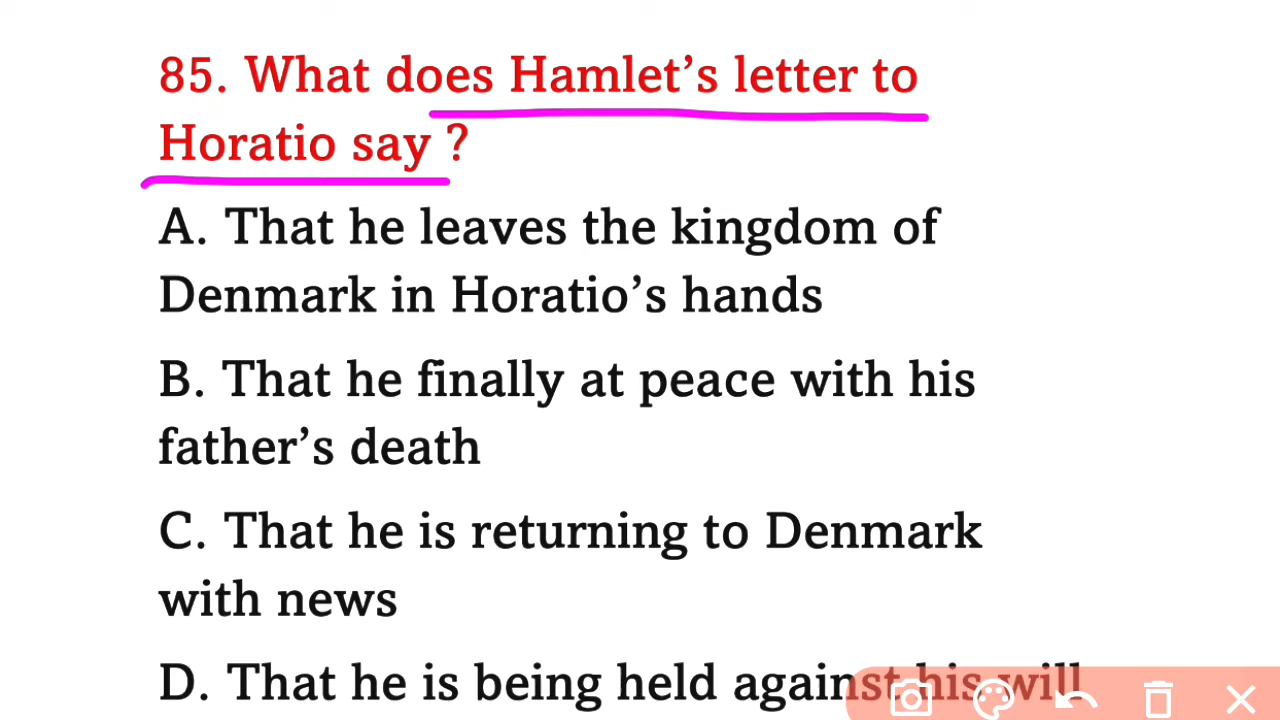 85. What does Hamlet’s letter to
Horatio say ?
A. That he leaves the kingdom of
Denmark in Horatio’s hands
B. That he finally at peace with his
father’s death
C. That he is returning to Denmark
with news
D. That he is being held against his will